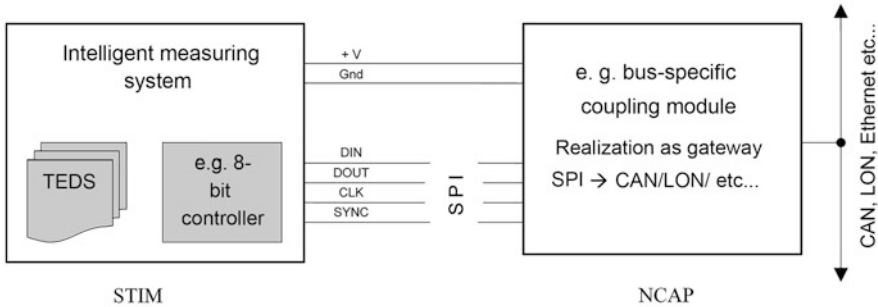 Intelligent measuring
system
TEDS
e.g. 8-
bit
controller
+ V
Gnd
DIN
DOUT
CLK
SYNC
SPI
e. g. bus-specific
coupling module
Realization as gateway
SPI → CAN/LON/ etc...
CAN, LON, Ethernet etc...
STIM
NCAP